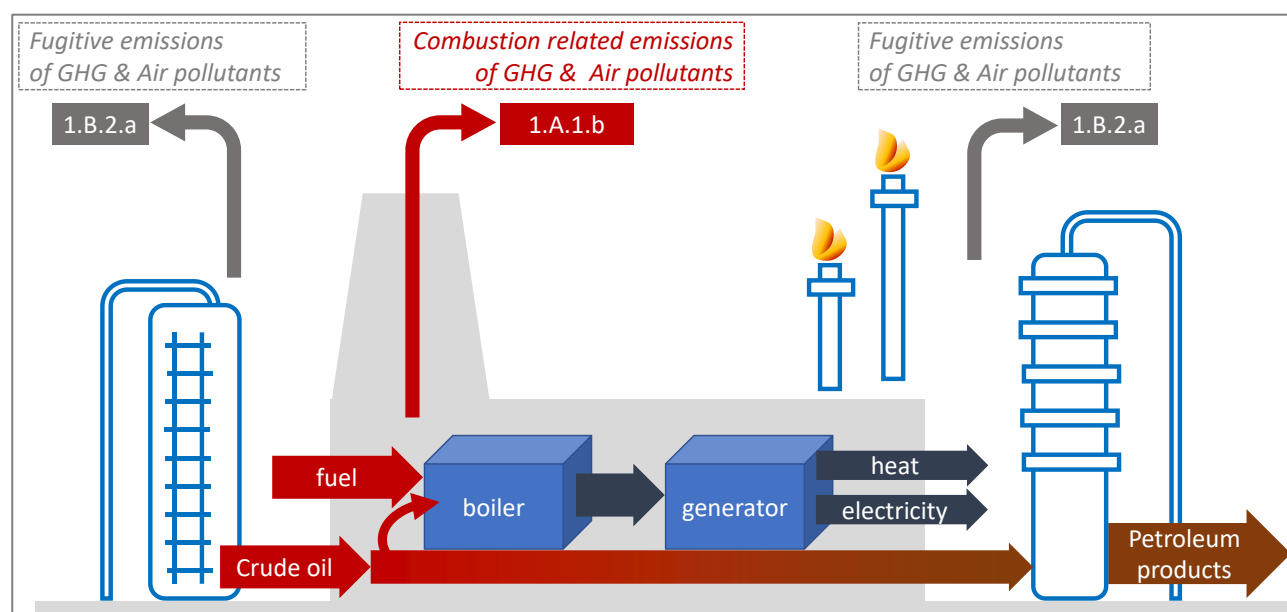 Fugitive emissions
of GHG & Air pollutants
Combustion related emissions
of GHG & Air pollutants
Fugitive emissions
of GHG & Air pollutants
1.B.2.a
1.A.1.b
1.B.2.a
fuel
boiler
generator
heat
electricity
Crude oil
Petroleum
products